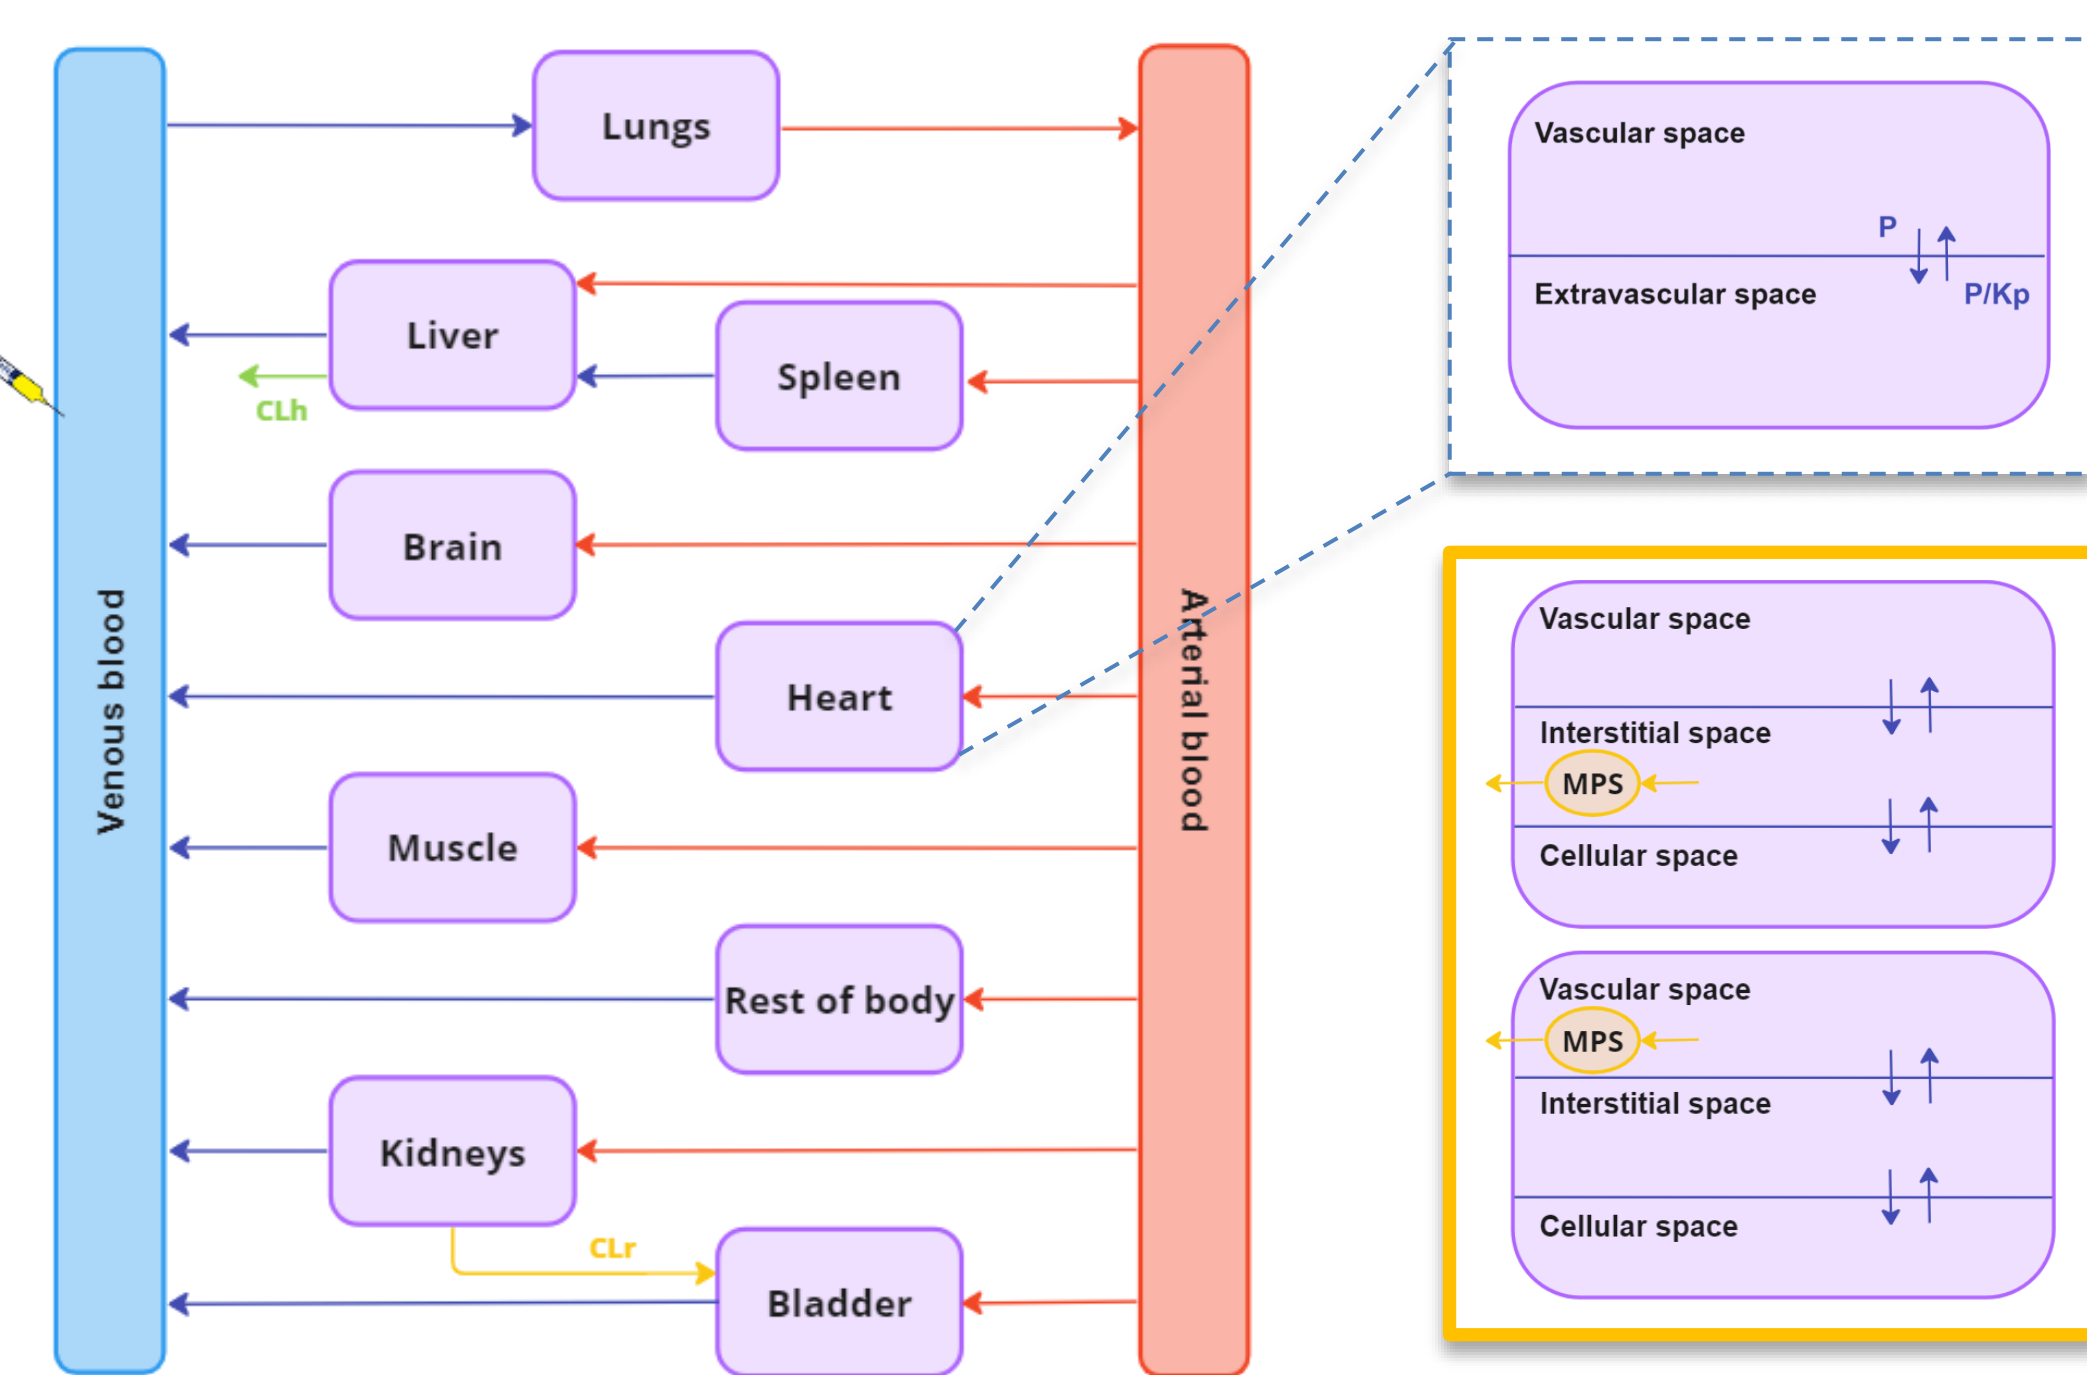 Venous blood
Lungs
Liver
CLh
Spleen
Brain
Heart
Muscle
Rest of body
Kidneys
CLr
Bladder
Arterial blood
Vascular space
P
Extravascular space
P/Kp
Vascular space
Interstitial space
MPS
Cellular space
Vascular space
MPS
Interstitial space
Cellular space